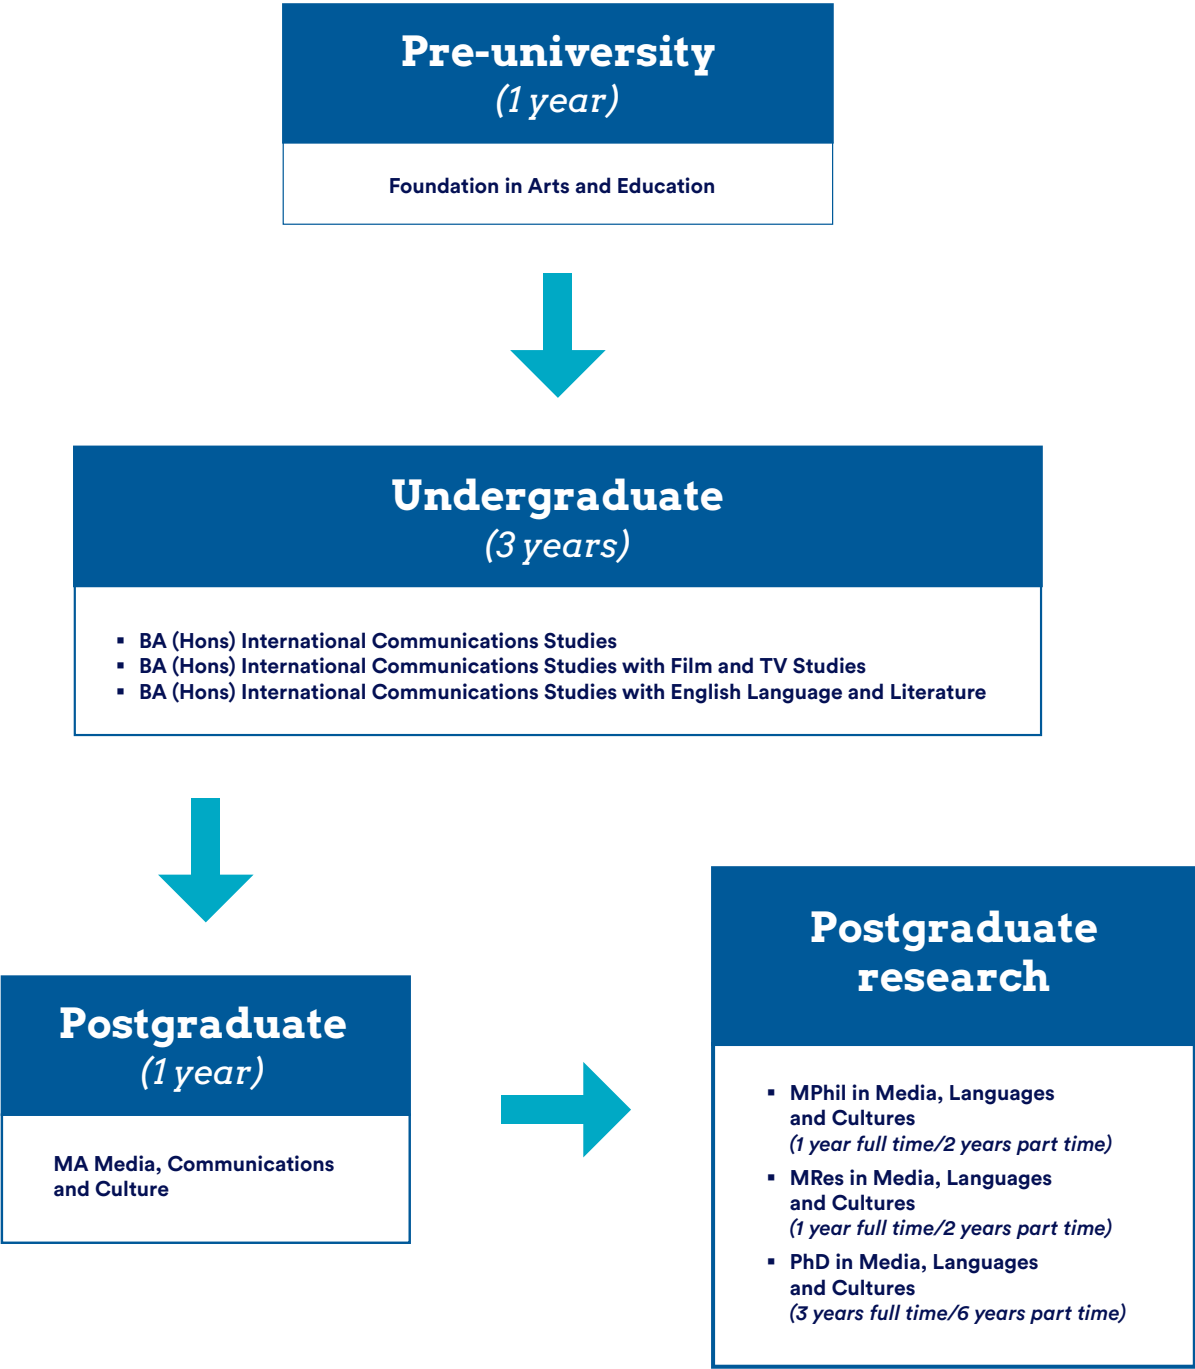 Pre-university
(1 year)
Foundation in Arts and Education
Undergraduate
(3 years)
▪ BA (Hons) International Communications Studies
▪ BA (Hons) International Communications Studies with Film and TV Studies
▪ BA (Hons) International Communications Studies with English Language and Literature
Postgraduate
(1 year)
MA Media, Communications
and Culture
Postgraduate
research
▪ MPhil in Media, Languages
and Cultures
(1 year full time/2 years part time)
▪ MRes in Media, Languages
and Cultures
(1 year full time/2 years part time)
▪ PhD in Media, Languages
and Cultures
(3 years full time/6 years part time)